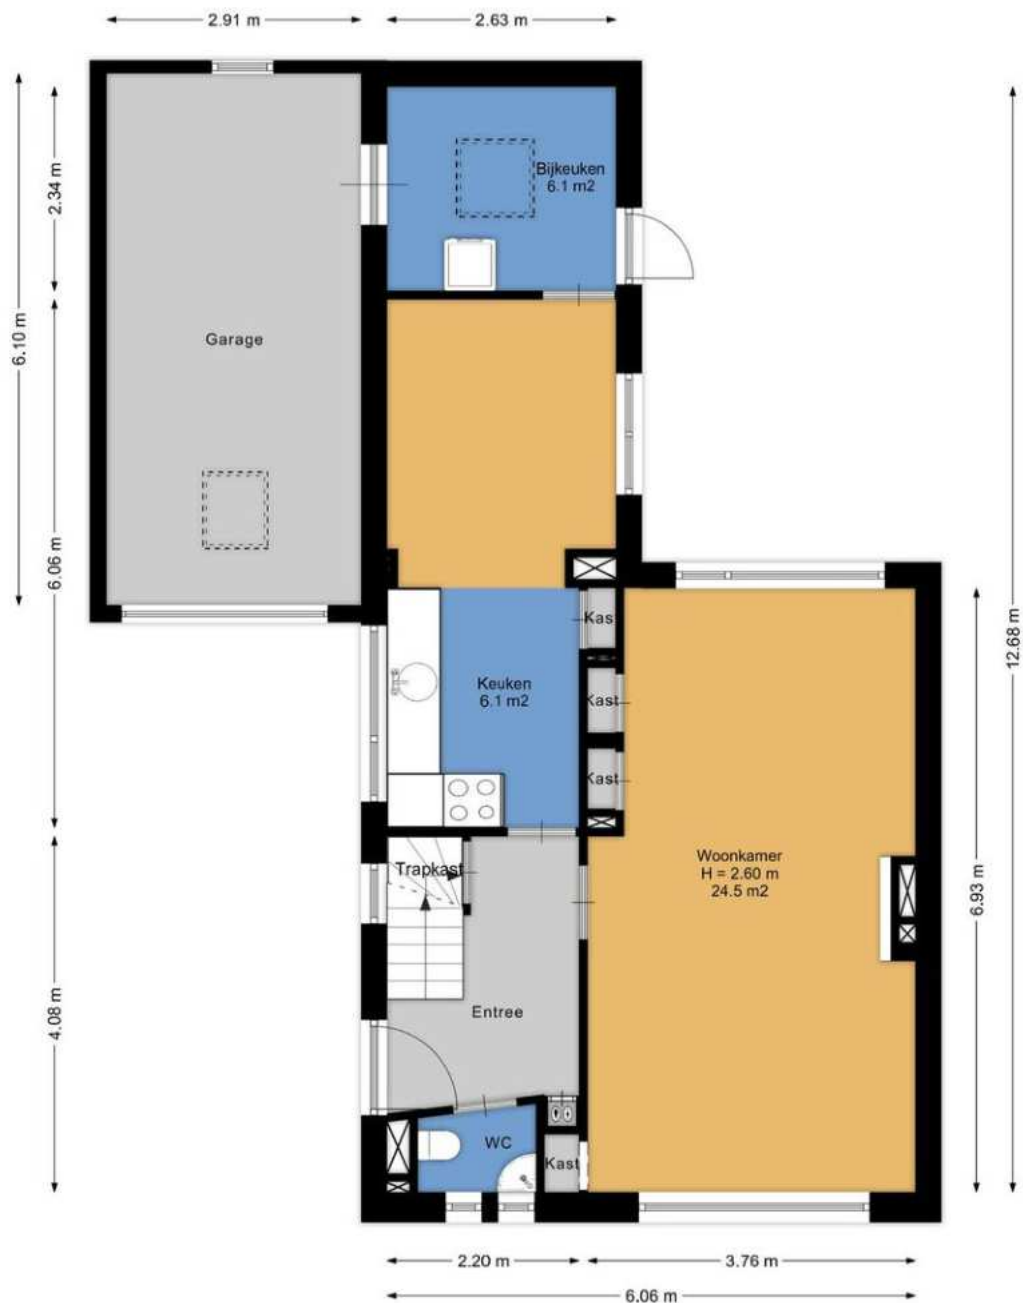 2.91 m
2.63 m
Bijkeuken
6.1 m2
2.34 m
6.10 m
Garage
6.06 m
12.68 m
Kas
Keuken
6.1 m2
Kast
Kast
Trapkast
Woonkamer
H = 2.60 m
24.5 m2
6.93 m
4.08 m
Entree
WC
Kast
2.20 m
3.76 m
6.06 m